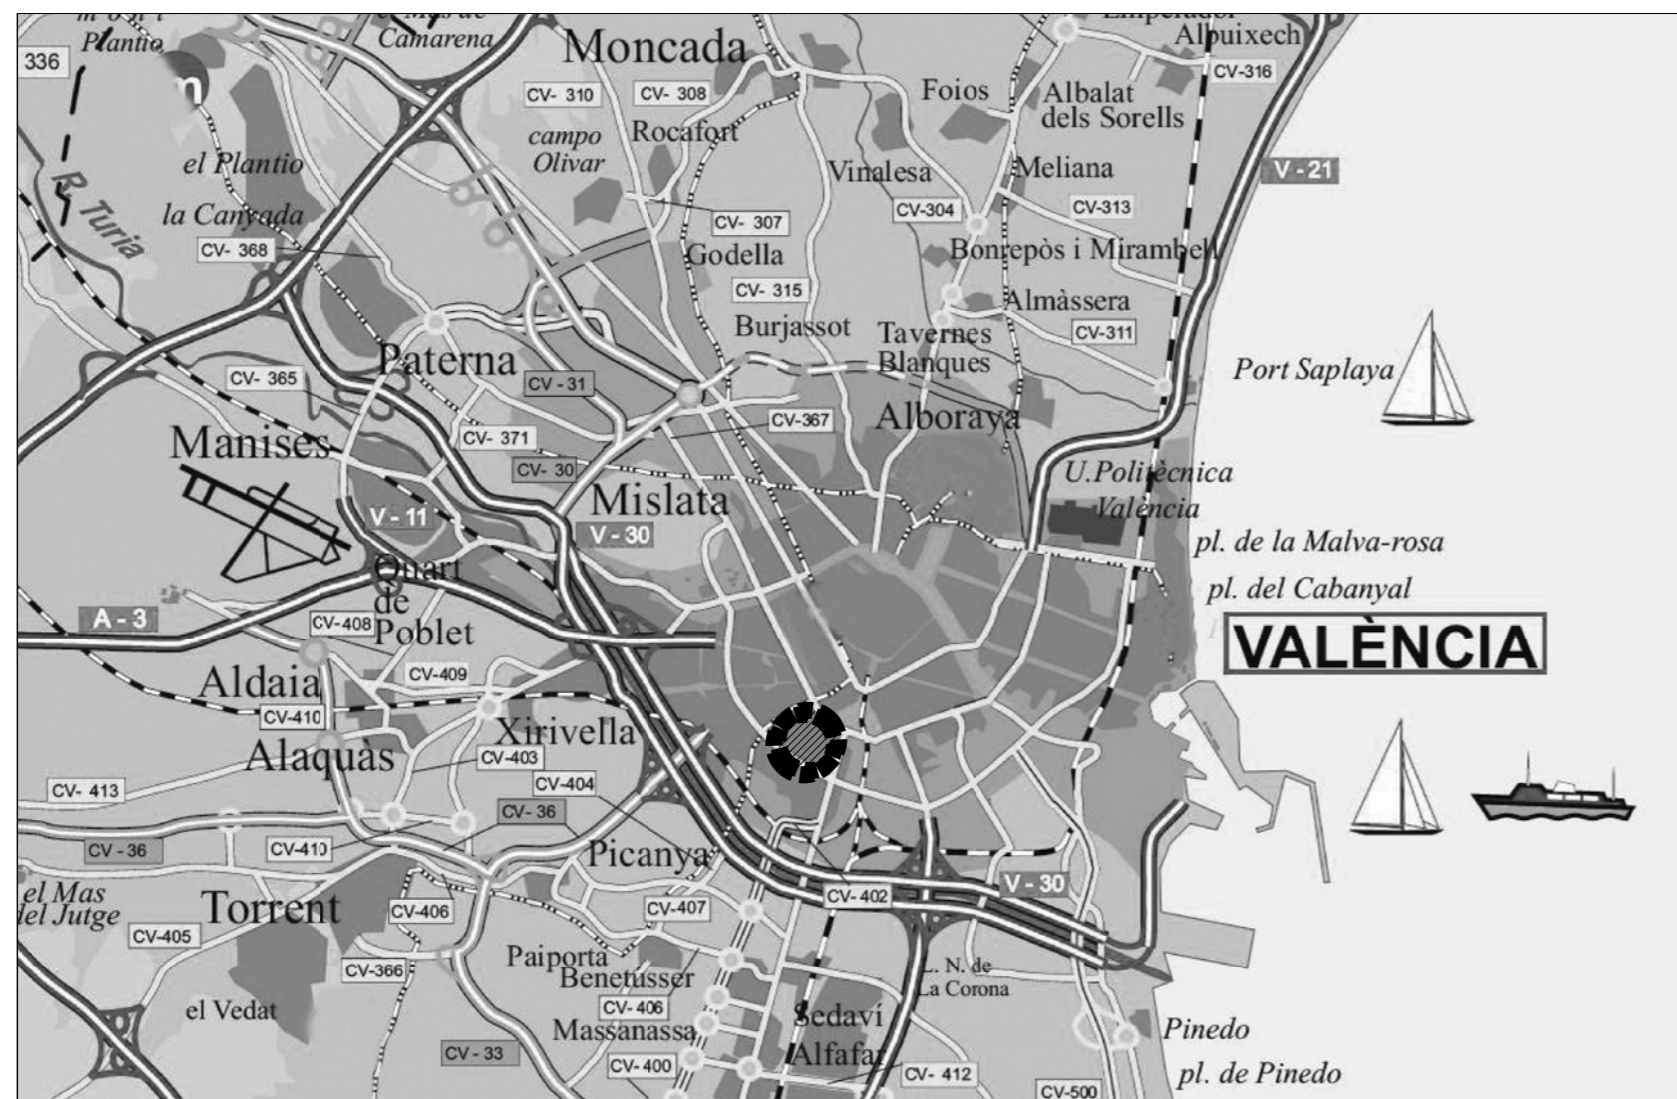 Plantio
el Mas de
Camarena
Moncada
Emperador
Albuixech
336
CV-316
m
CV- 310
CV- 308
Foios
Albalat
dels Sorells
campo
Olivar
Rocafort
el Plantio
Vinalesa
Meliana
V - 21
R. Turia
la Canyada
CV- 307
CV-304
CV-313
CV- 368
Godella
Bonrepòs i Mirambell
CV- 315
Almàssera
Burjassot
Tavernes
Blanques
CV-311
Paterna
Port Saplaya
CV- 365
CV - 31
CV-367
Alboraya
Manises
CV- 371
CV- 30
U.Politècnica
València
Mislata
V - 11
V - 30
pl. de la Malva-rosa
Quart
de
Poblet
pl. del Cabanyal
A - 3
CV-408
VALÈNCIA
CV-409
Aldaia
CV-410
Xirivella
Alaquàs
CV-403
CV-404
CV- 413
CV- 36
CV -36
CV-410
Picanya
V - 30
el Mas
del Jutge
Torrent
CV-406
CV-407
CV- 402
CV-405
CV-366
Paiporta
Benetússer
L. N. de
La Corona
el Vedat
CV- 406
Massanassa
Sedaví
Pinedo
CV - 33
CV- 400
Alfafar
CV- 412
pl. de Pinedo
CV-500